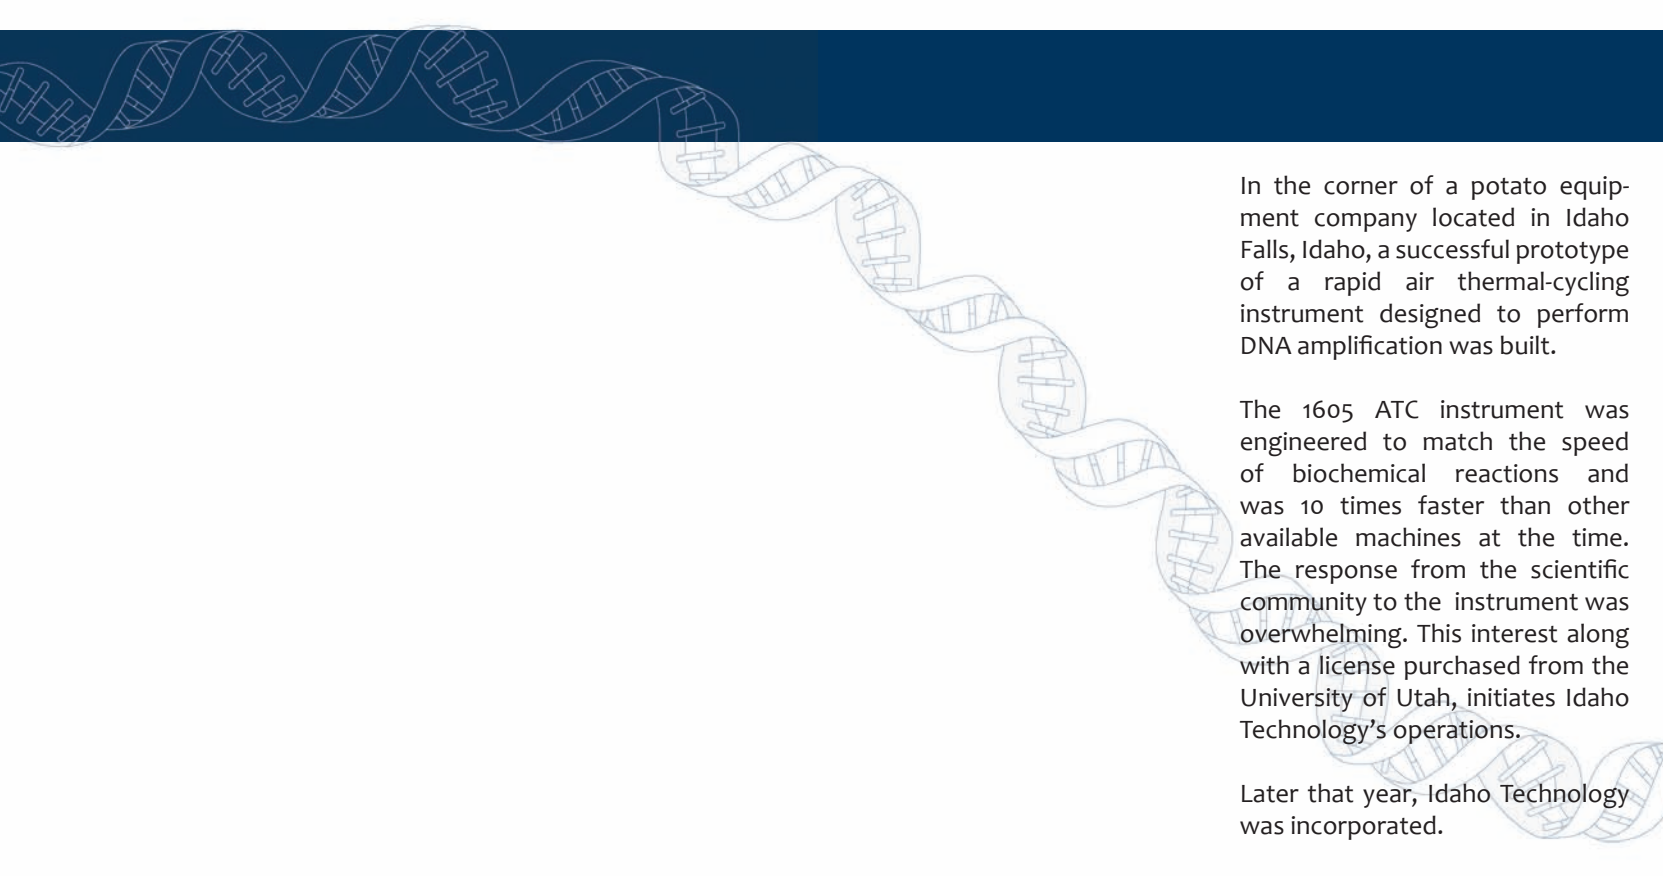 In the corner of a potato equip-
ment company located in Idaho
Falls, Idaho, a successful prototype
of a rapid air thermal-cycling
instrument designed to perform
DNA amplification was built.
The 1605 ATC instrument was
engineered to match the speed
of biochemical reactions and
was 10 times faster than other
available machines at the time.
The response from the scientific
community to the instrument was
overwhelming. This interest along
with a license purchased from the
University of Utah, initiates Idaho
Technology’s operations.
Later that year, Idaho Technology
was incorporated.